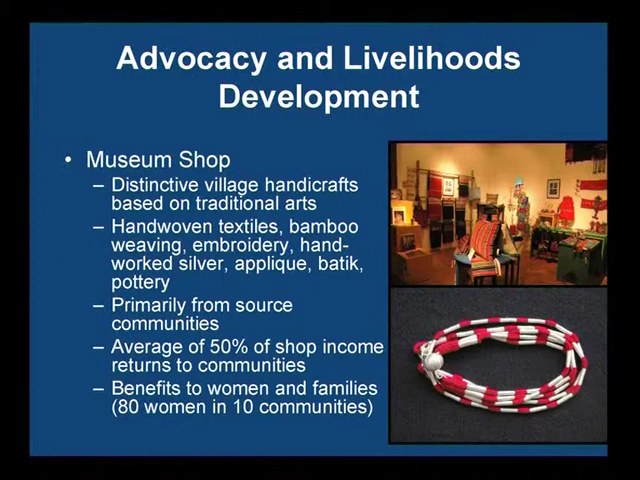 Advocacy and Livelihoods
Development
• Museum Shop
– Distinctive village handicrafts
based on traditional arts
– Handwoven textiles, bamboo
weaving, embroidery, hand-
worked silver, applique, batik,
pottery
– Primarily from source
communities
– Average of 50% of shop income
returns to communities
– Benefits to women and families
(80 women in 10 communities)